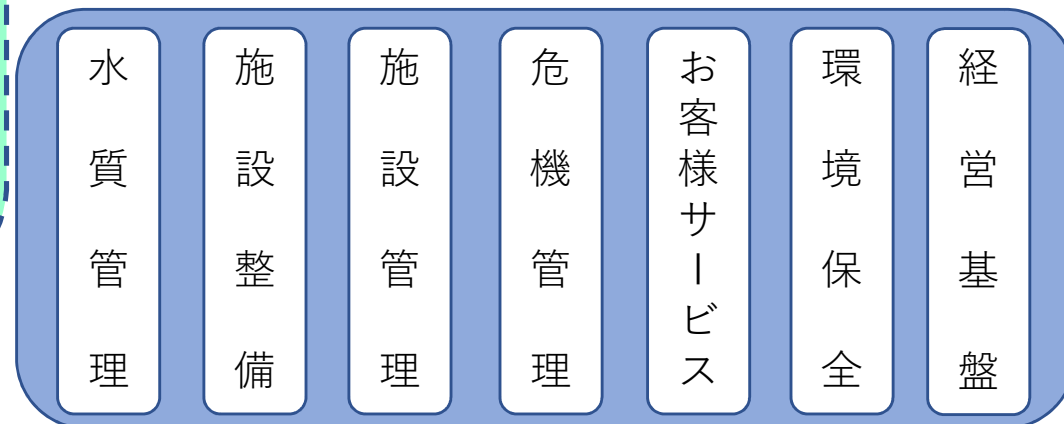 水質管理
施設整備
施設管理
危機管理
お客様サービス
環境保全
経営基盤